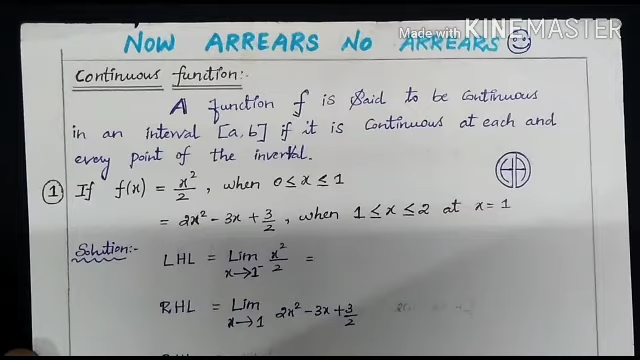 Made with KINEMASTER
NOW ARREARS NO ARREARS
Continuous function:-
A function f is said to be continuous
in an interval [a, b] if it is continuous at each and
every point of the inverval.
① If f(x) = x²/2, when 0 ≤ x ≤ 1
= 2x² - 3x + 3/2, when 1 ≤ x ≤ 2 at x = 1
Solution:-
LHL = Lim x→1⁻ x²/2 =
RHL = Lim x→1 2x² - 3x + 3/2